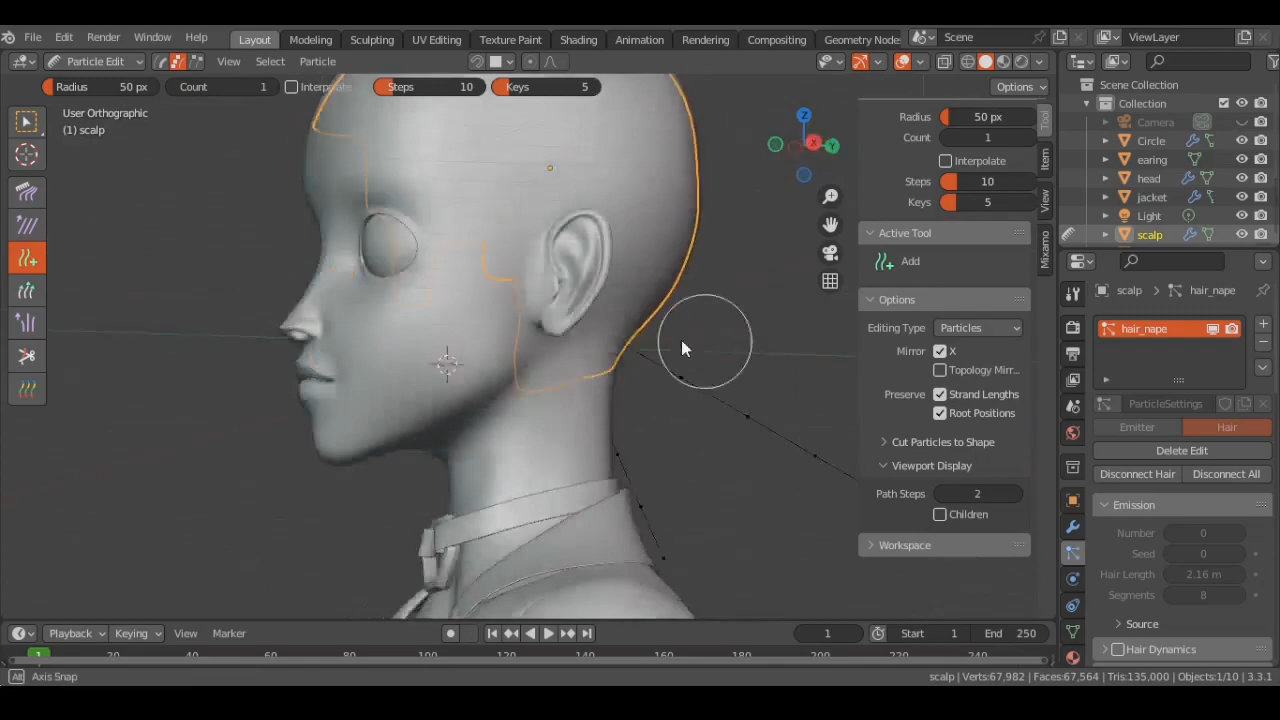 File Edit Render Window Help Layout Modeling Sculpting UV Editing Texture Paint Shading Animation Rendering Compositing Geometry Node Scene ViewLayer
Particle Edit View Select Particle
Radius 50 px Count 1 Interpolate Steps 10 Keys 5 Options
User Orthographic
(1) scalp
Z
X
Y
Radius 50 px
Count 1
Interpolate
Steps 10
Keys 5
Active Tool
Add
Options
Editing Type Particles
Mirror X
Topology Mirr...
Preserve Strand Lengths
Root Positions
Cut Particles to Shape
Viewport Display
Path Steps 2
Children
Workspace
Tool
Item
View
Mixamo
Scene Collection
Collection
Camera
Circle
earing
head
jacket
Light
scalp
scalp hair_nape
hair_nape
ParticleSettings
Emitter Hair
Delete Edit
Disconnect Hair Disconnect All
Emission
Number 0
Seed 0
Hair Length 2.16 m
Segments 8
Source
Hair Dynamics
Playback Keying View Marker 1 Start 1 End 250
20 40 60 80 100 120 140 160 180 200 220 240
Alt Axis Snap scalp | Verts:67,982 | Faces:67,564 | Tris:135,000 | Objects:1/10 | 3.3.1